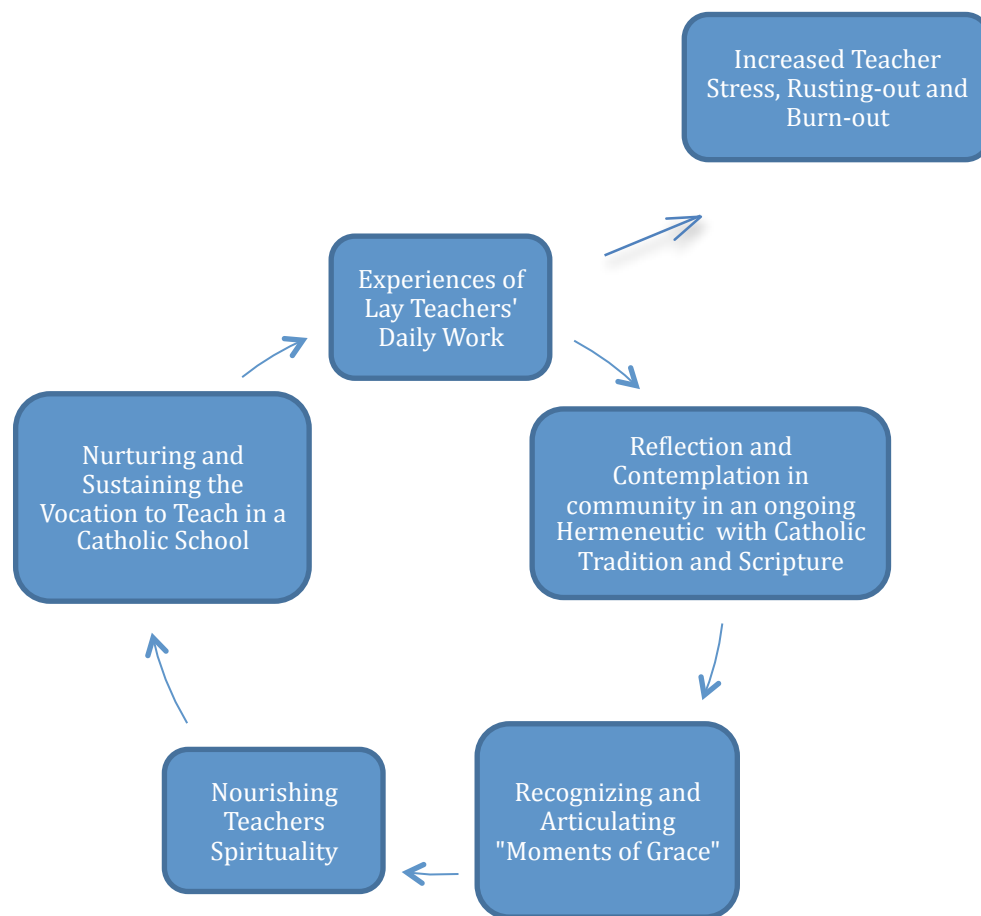 Increased Teacher
Stress, Rusting-out and
Burn-out
Experiences of
Lay Teachers'
Daily Work
Reflection and
Contemplation in
community in an ongoing
Hermeneutic with Catholic
Tradition and Scripture
Recognizing and
Articulating
"Moments of Grace"
Nourishing
Teachers
Spirituality
Nurturing and
Sustaining the
Vocation to Teach in a
Catholic School